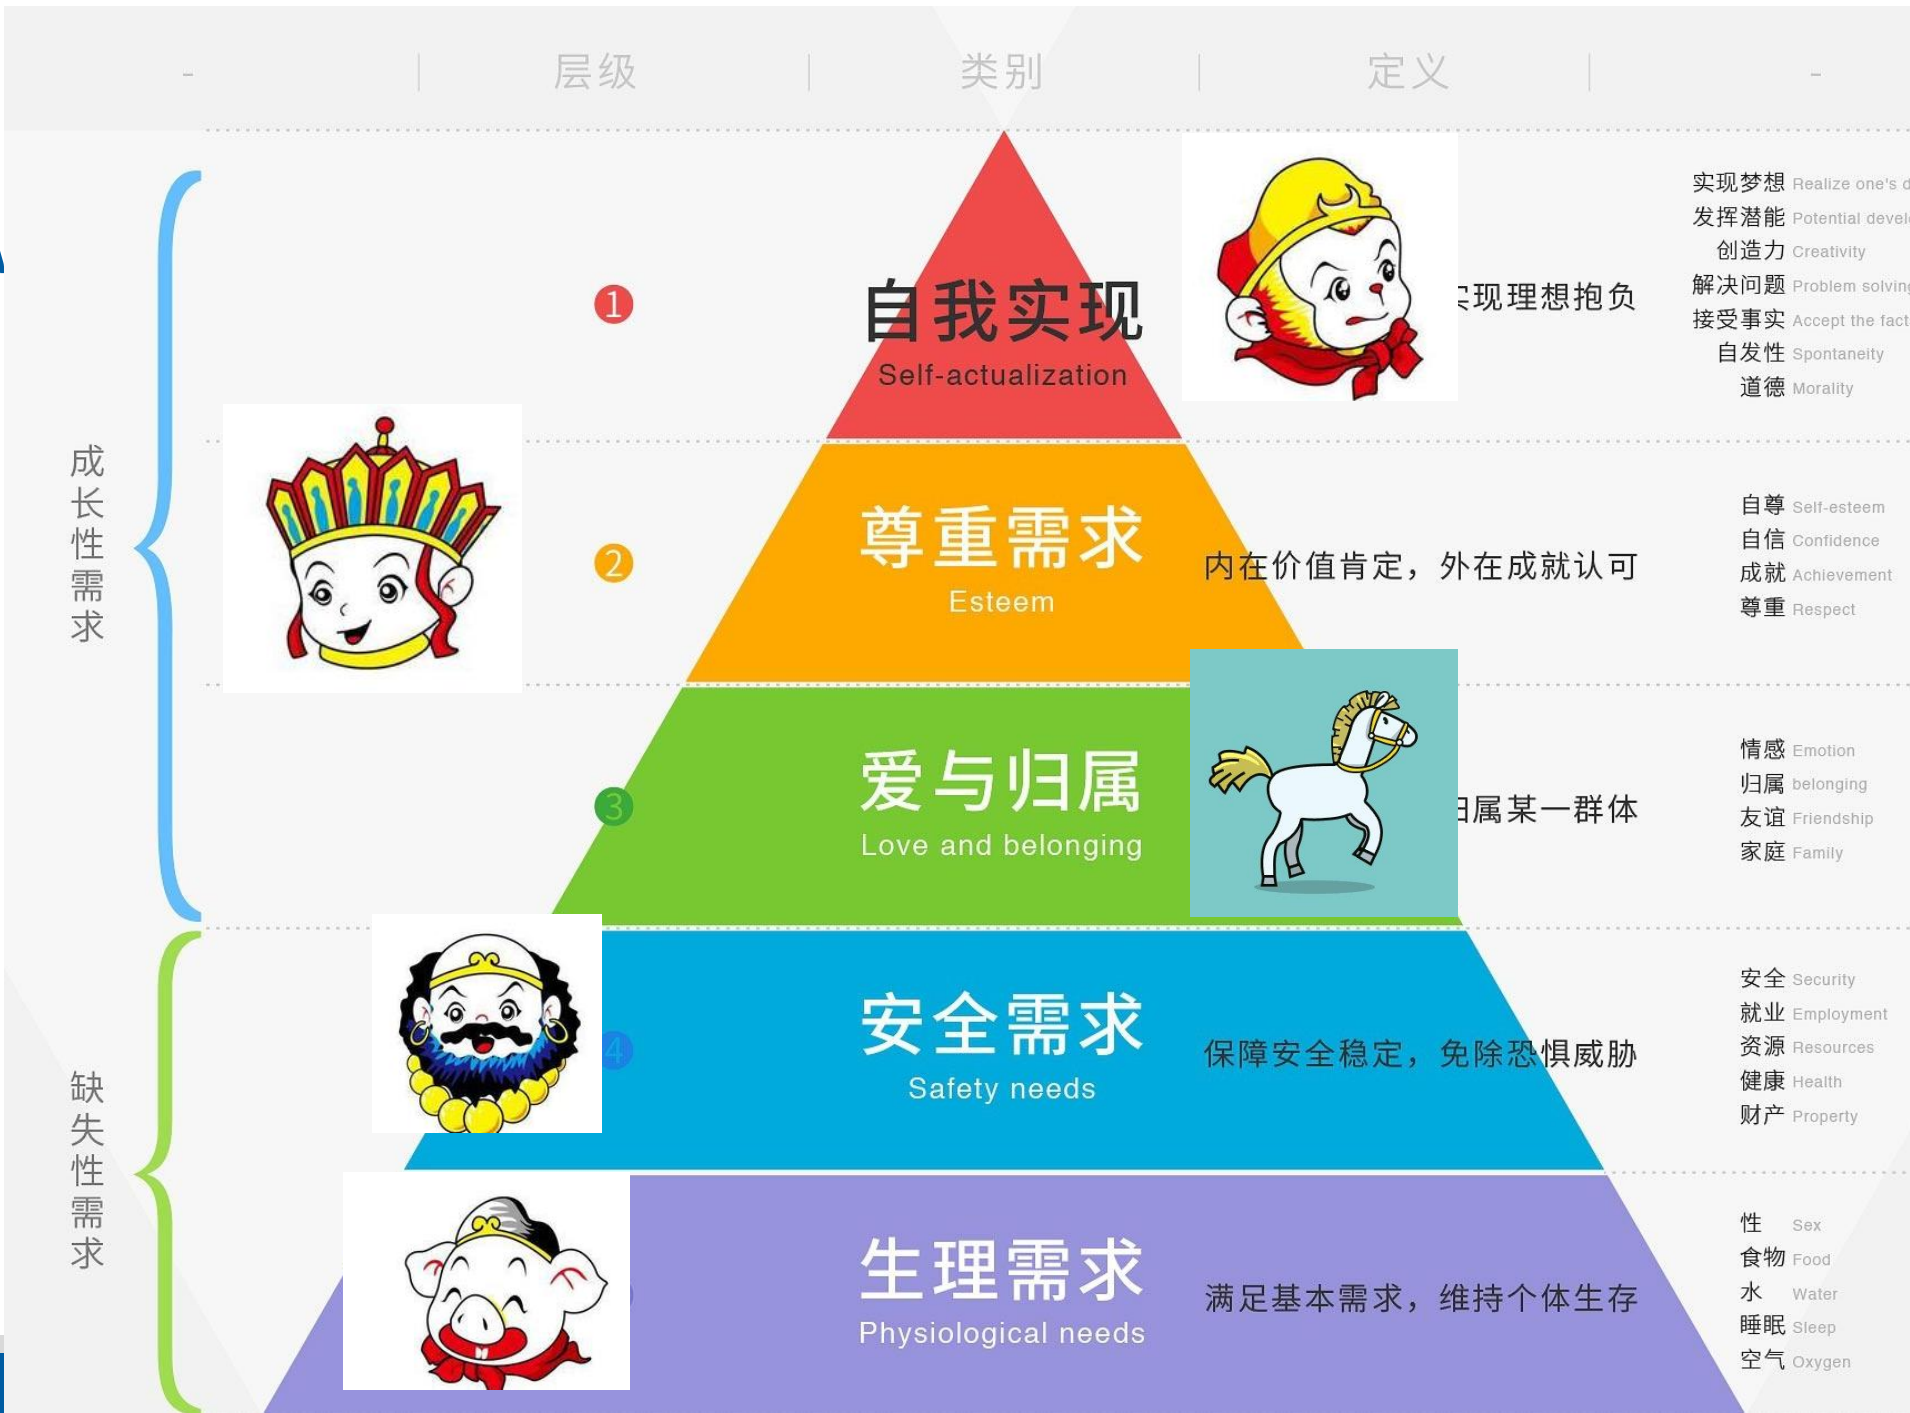 -
层级
类别
定义
-
成长性需求
1
自我实现
Self-actualization
现理想抱负
实现梦想 Realize one's d
发挥潜能 Potential devel
创造力 Creativity
解决问题 Problem solving
接受事实 Accept the fact
自发性 Spontaneity
道德 Morality
2
尊重需求
Esteem
内在价值肯定，外在成就认可
自尊 Self-esteem
自信 Confidence
成就 Achievement
尊重 Respect
3
爱与归属
Love and belonging
属某一群体
情感 Emotion
归属 belonging
友谊 Friendship
家庭 Family
缺失性需求
4
安全需求
Safety needs
保障安全稳定，免除恐惧威胁
安全 Security
就业 Employment
资源 Resources
健康 Health
财产 Property
生理需求
Physiological needs
满足基本需求，维持个体生存
性 Sex
食物 Food
水 Water
睡眠 Sleep
空气 Oxygen